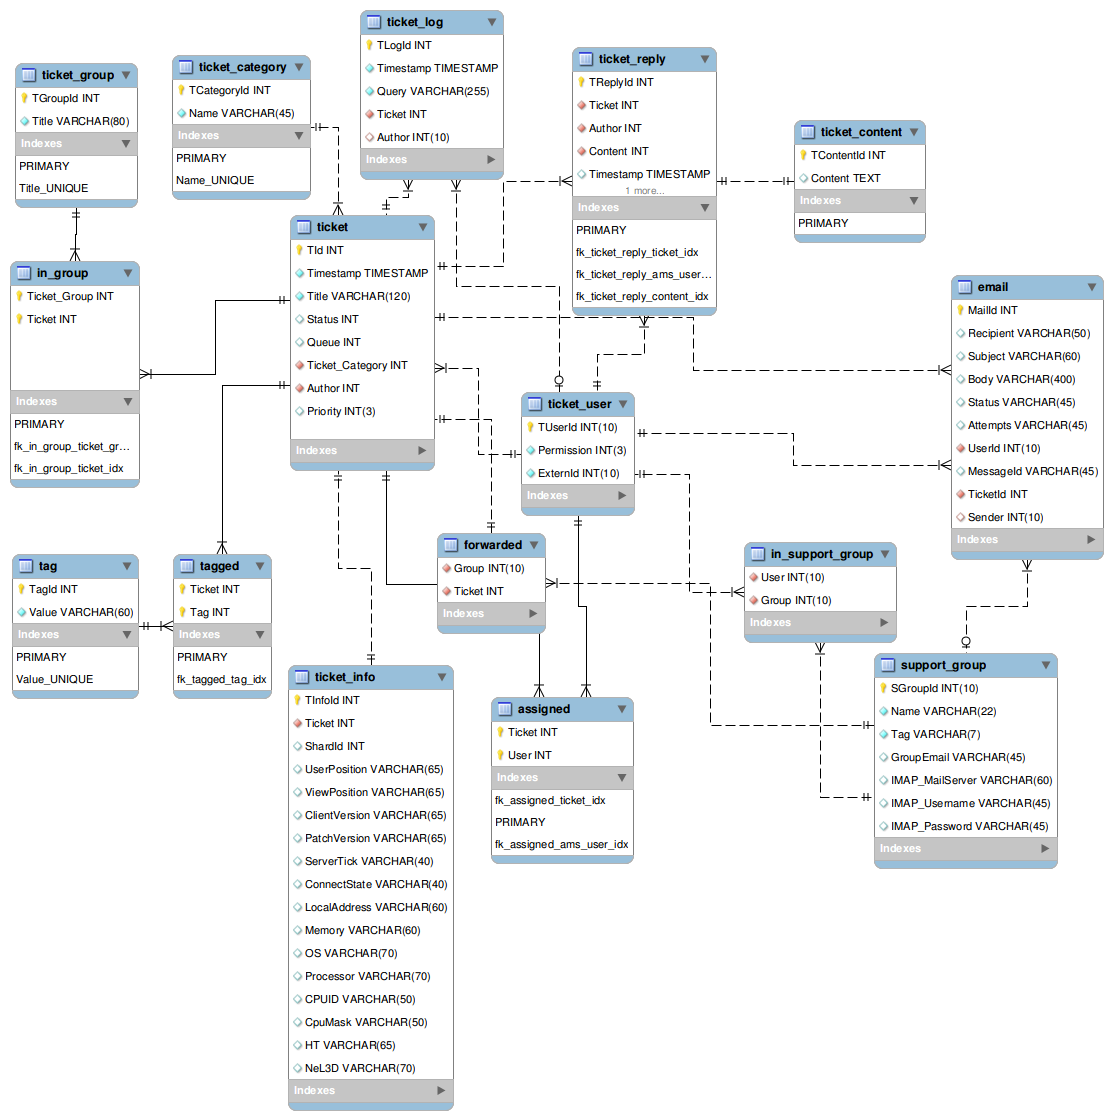 ticket_group
TGroupId INT
Title VARCHAR(80)
Indexes
PRIMARY
Title_UNIQUE
ticket_category
TCategoryId INT
Name VARCHAR(45)
Indexes
PRIMARY
Name_UNIQUE
ticket_log
TLogId INT
Timestamp TIMESTAMP
Query VARCHAR(255)
Ticket INT
Author INT(10)
Indexes
ticket_reply
TReplyId INT
Ticket INT
Author INT
Content INT
Timestamp TIMESTAMP
1 more...
Indexes
PRIMARY
fk_ticket_reply_ticket_idx
fk_ticket_reply_ams_user...
fk_ticket_reply_content_idx
ticket_content
TContentId INT
Content TEXT
Indexes
PRIMARY
in_group
Ticket_Group INT
Ticket INT
Indexes
PRIMARY
fk_in_group_ticket_gr...
fk_in_group_ticket_idx
ticket
TId INT
Timestamp TIMESTAMP
Title VARCHAR(120)
Status INT
Queue INT
Ticket_Category INT
Author INT
Priority INT(3)
Indexes
email
MailId INT
Recipient VARCHAR(50)
Subject VARCHAR(60)
Body VARCHAR(400)
Status VARCHAR(45)
Attempts VARCHAR(45)
UserId INT(10)
MessageId VARCHAR(45)
TicketId INT
Sender INT(10)
Indexes
ticket_user
TUserId INT(10)
Permission INT(3)
ExternId INT(10)
Indexes
tag
TagId INT
Value VARCHAR(60)
Indexes
PRIMARY
Value_UNIQUE
tagged
Ticket INT
Tag INT
Indexes
PRIMARY
fk_tagged_tag_idx
forwarded
Group INT(10)
Ticket INT
Indexes
in_support_group
User INT(10)
Group INT(10)
Indexes
ticket_info
TInfoId INT
Ticket INT
ShardId INT
UserPosition VARCHAR(65)
ViewPosition VARCHAR(65)
ClientVersion VARCHAR(65)
PatchVersion VARCHAR(65)
ServerTick VARCHAR(40)
ConnectState VARCHAR(40)
LocalAddress VARCHAR(60)
Memory VARCHAR(60)
OS VARCHAR(70)
Processor VARCHAR(70)
CPUID VARCHAR(50)
CpuMask VARCHAR(50)
HT VARCHAR(65)
NeL3D VARCHAR(70)
Indexes
assigned
Ticket INT
User INT
Indexes
fk_assigned_ticket_idx
PRIMARY
fk_assigned_ams_user_idx
support_group
SGroupId INT(10)
Name VARCHAR(22)
Tag VARCHAR(7)
GroupEmail VARCHAR(45)
IMAP_MailServer VARCHAR(60)
IMAP_Username VARCHAR(45)
IMAP_Password VARCHAR(45)
Indexes